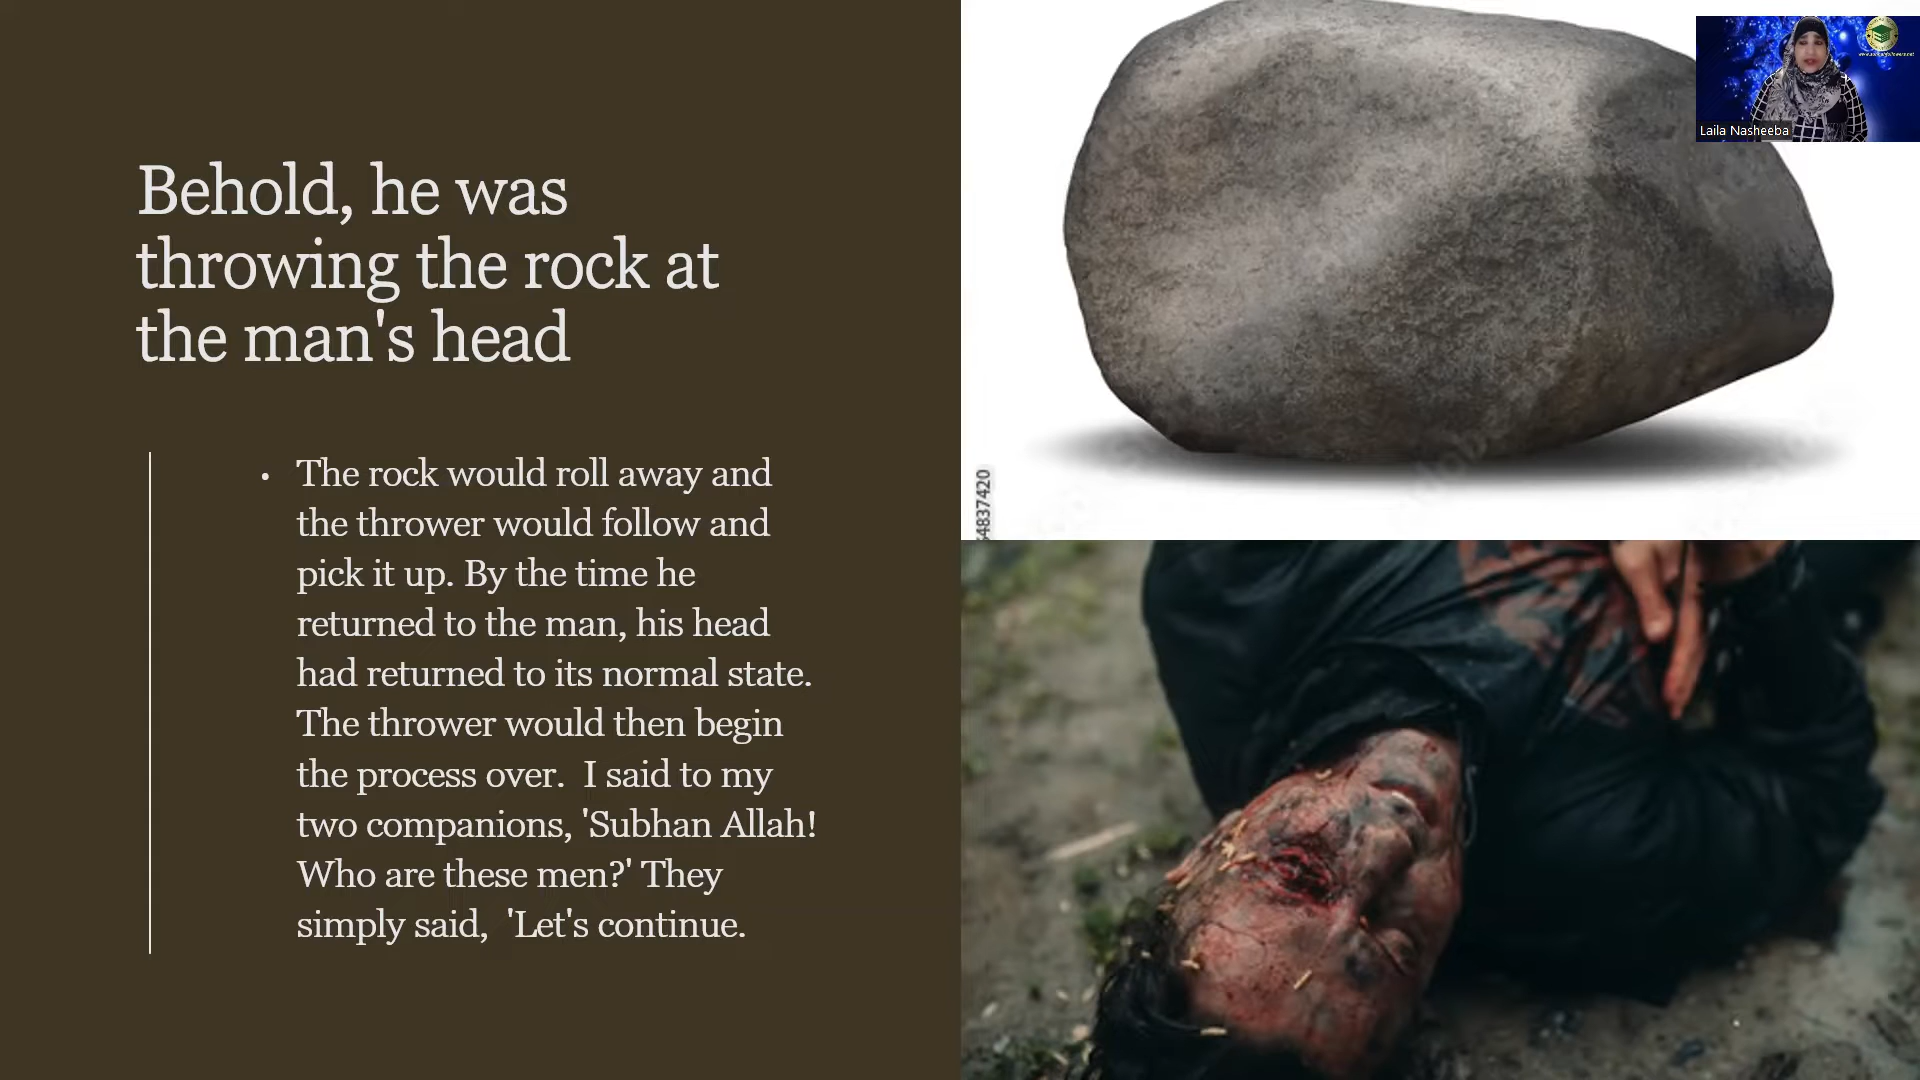 Behold, he was
throwing the rock at
the man's head
• The rock would roll away and
the thrower would follow and
pick it up. By the time he
returned to the man, his head
had returned to its normal state.
The thrower would then begin
the process over.  I said to my
two companions, 'Subhan Allah!
Who are these men?' They
simply said,  'Let's continue.
Laila Nasheeba
4837420